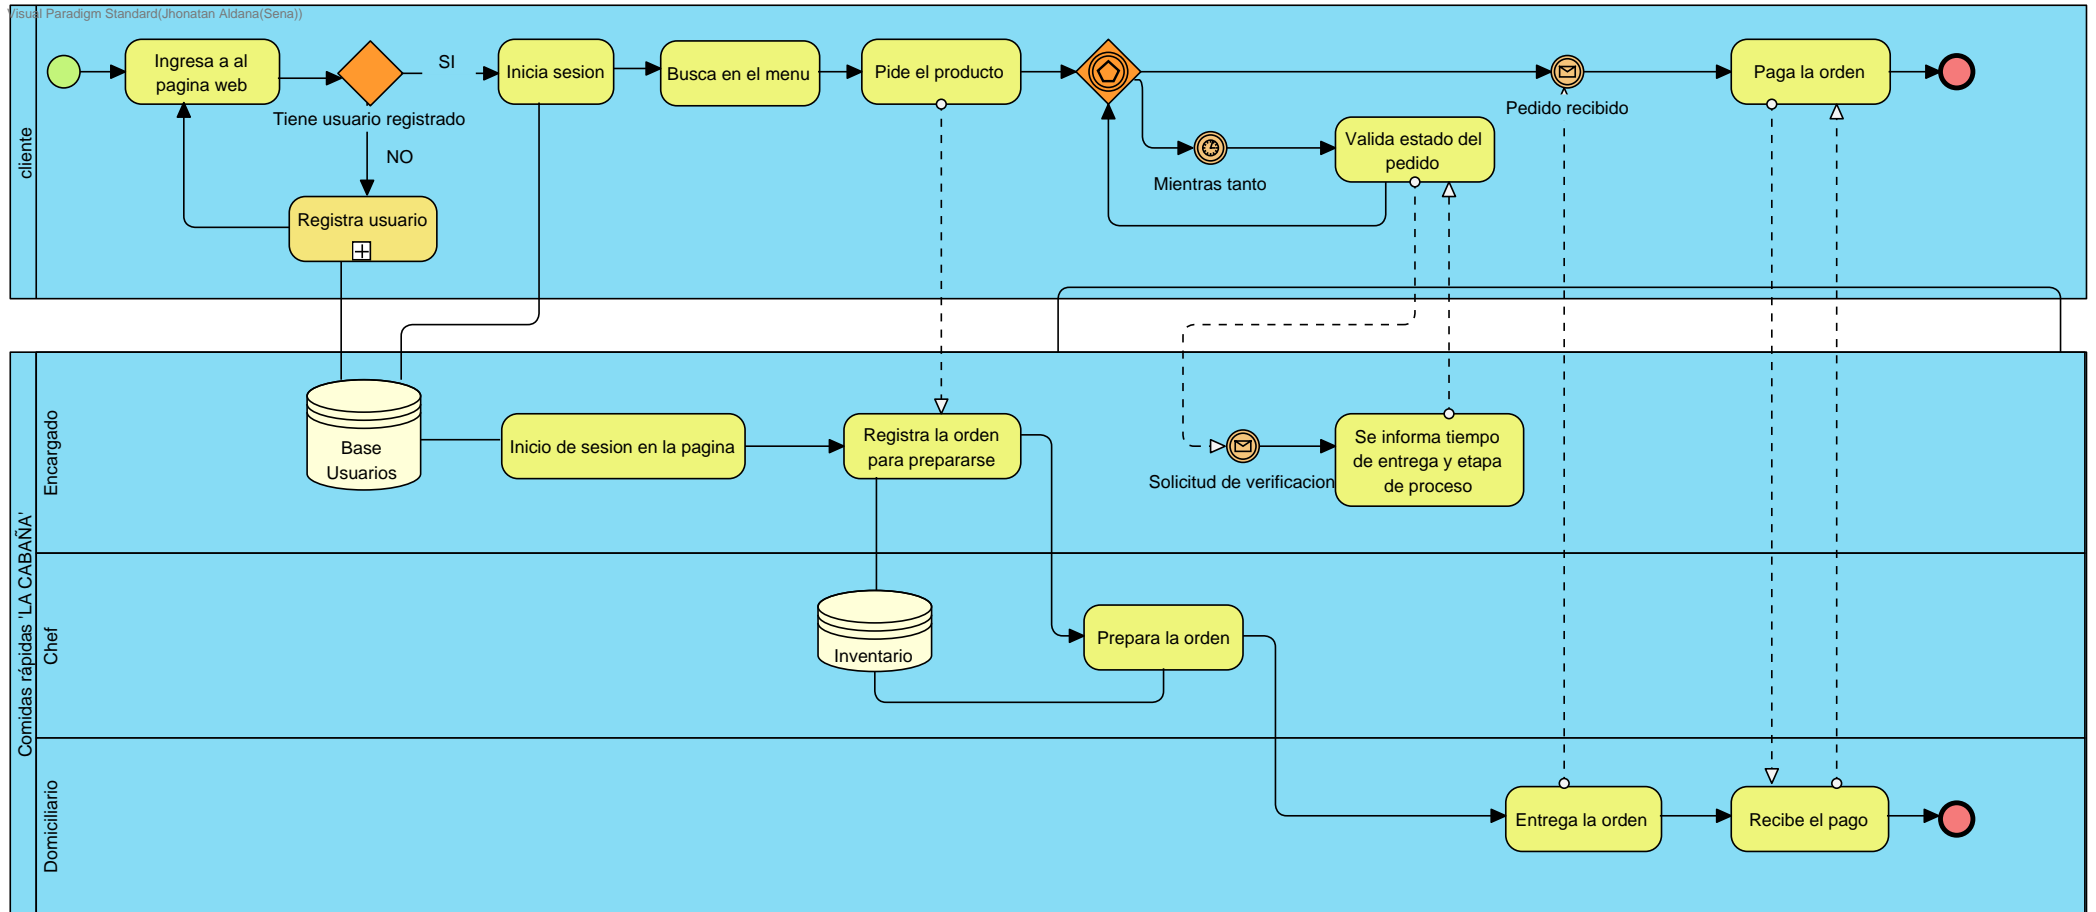 Visual Paradigm Standard(Jhonatan Aldana(Sena))
cliente
Ingresa a al
pagina web
Tiene usuario registrado
SI
NO
Registra usuario
Inicia sesion
Busca en el menu
Pide el producto
Mientras tanto
Valida estado del
pedido
Pedido recibido
Paga la orden
Comidas rápidas 'LA CABAÑA'
Encargado
Base
Usuarios
Inicio de sesion en la pagina
Registra la orden
para prepararse
Solicitud de verificacion
Se informa tiempo
de entrega y etapa
de proceso
Chef
Inventario
Prepara la orden
Domiciliario
Entrega la orden
Recibe el pago